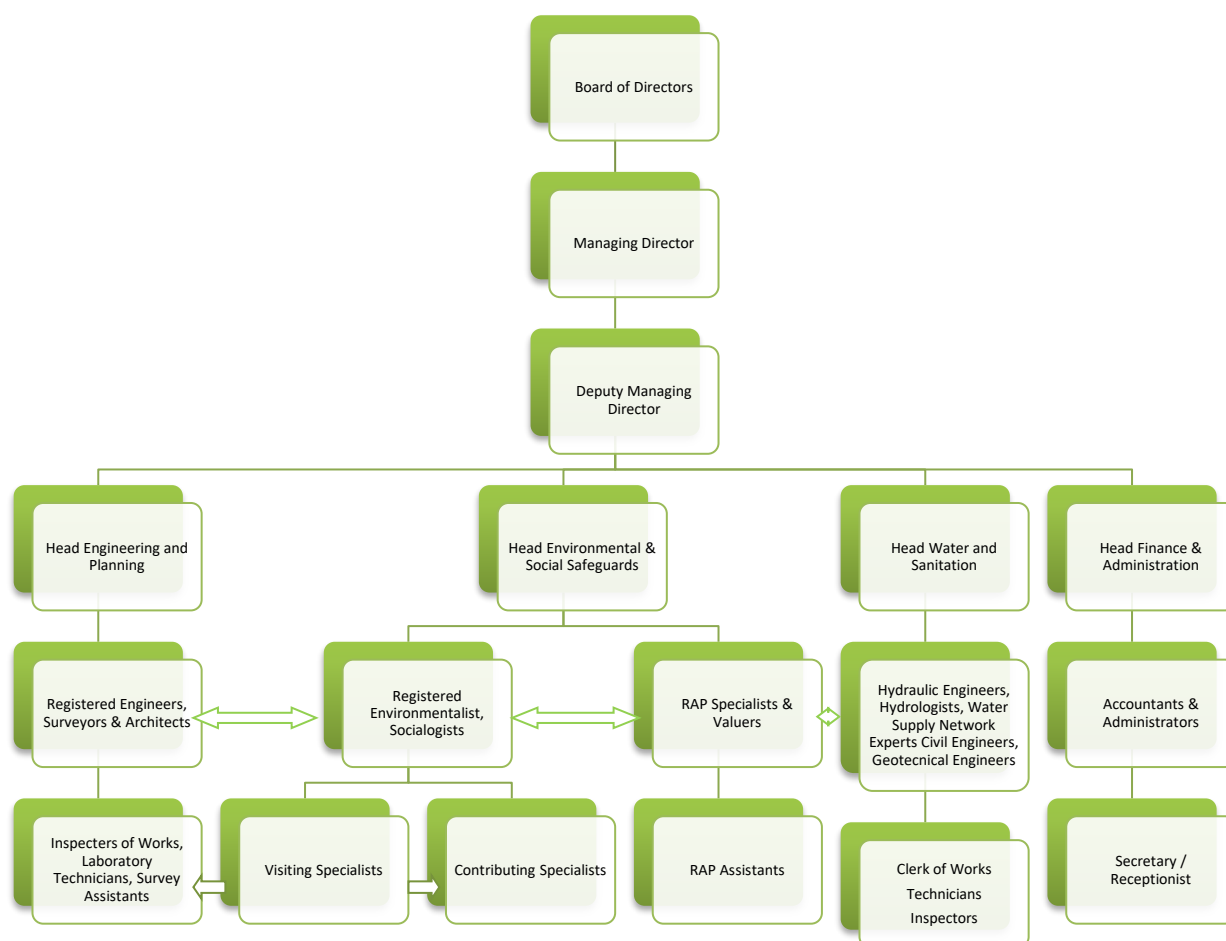 Board of Directors
Managing Director
Deputy Managing
Director
Head Engineering and
Planning
Head Environmental &
Social Safeguards
Head Water and
Sanitation
Head Finance &
Administration
Registered Engineers,
Surveyors & Architects
Registered
Environmentalist,
Socialogists
RAP Specialists &
Valuers
Hydraulic Engineers,
Hydrologists, Water
Supply Network
Experts Civil Engineers,
Geotecnical Engineers
Accountants &
Administrators
Inspecters of Works,
Laboratory
Technicians, Survey
Assistants
Visiting Specialists
Contributing Specialists
RAP Assistants
Clerk of Works
Technicians
Inspectors
Secretary /
Receptionist